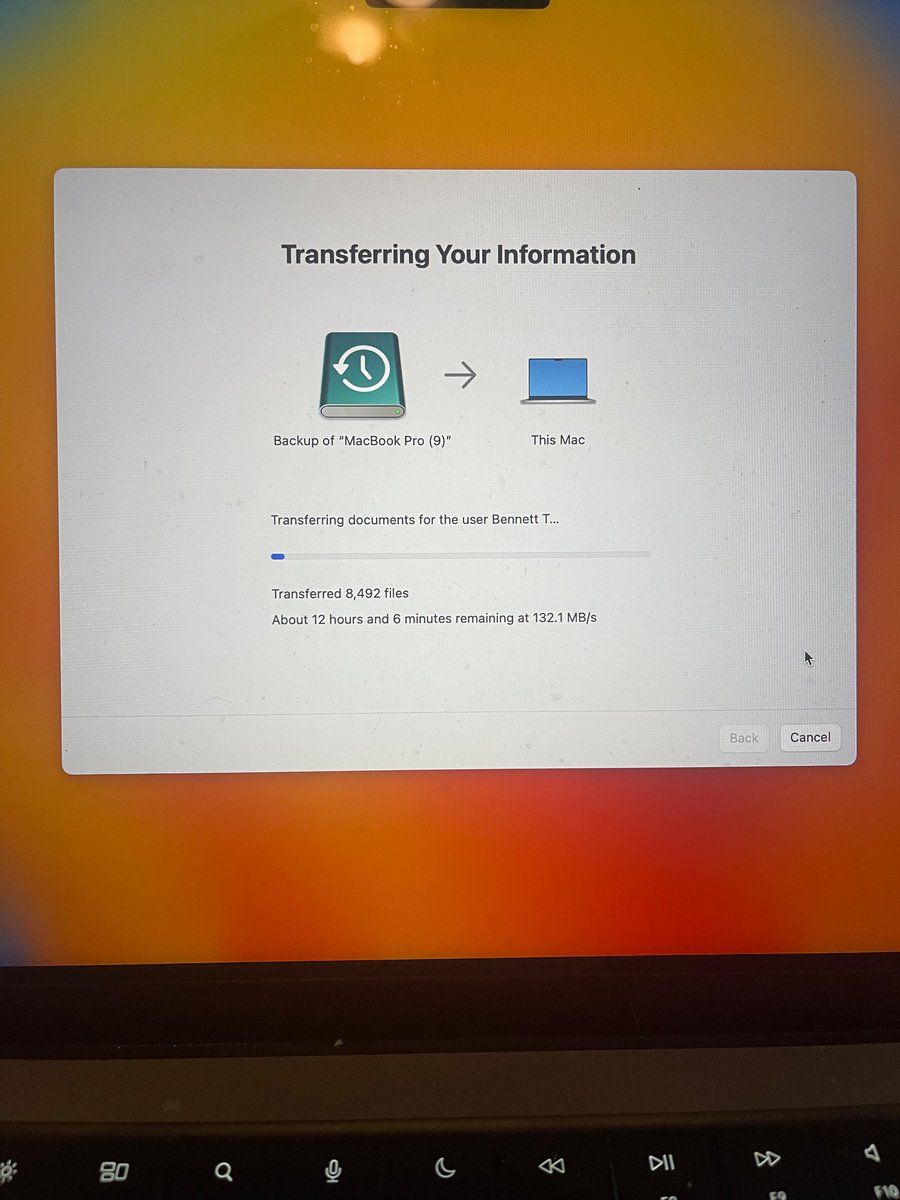 Transferring Your Information
Backup of “MacBook Pro (9)”
This Mac
Transferring documents for the user Bennett T...
Transferred 8,492 files
About 12 hours and 6 minutes remaining at 132.1 MB/s
Back
Cancel
F9
F10